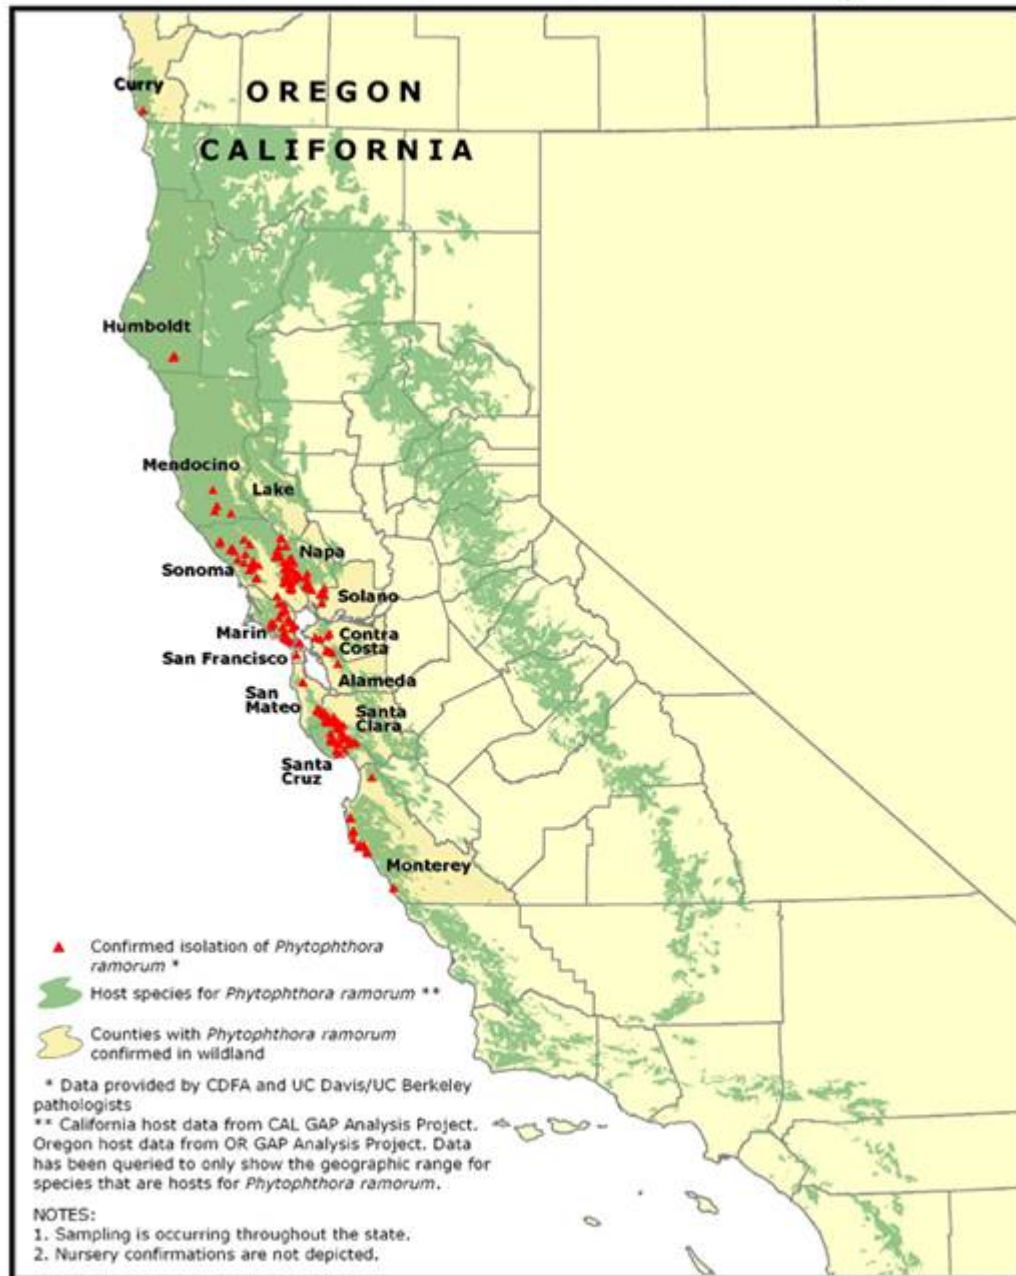 Curry
OREGON
CALIFORNIA
Humboldt
Mendocino
Lake
Napa
Sonoma
Solano
Marin
Contra
Costa
San Francisco
Alameda
San
Mateo
Santa
Clara
Santa
Cruz
Monterey
Confirmed isolation of Phytophthora
ramorum *
Host species for Phytophthora ramorum **
Counties with Phytophthora ramorum
confirmed in wildland
* Data provided by CDFA and UC Davis/UC Berkeley
pathologists
** California host data from CAL GAP Analysis Project.
Oregon host data from OR GAP Analysis Project. Data
has been queried to only show the geographic range for
species that are hosts for Phytophthora ramorum.
NOTES:
1. Sampling is occurring throughout the state.
2. Nursery confirmations are not depicted.